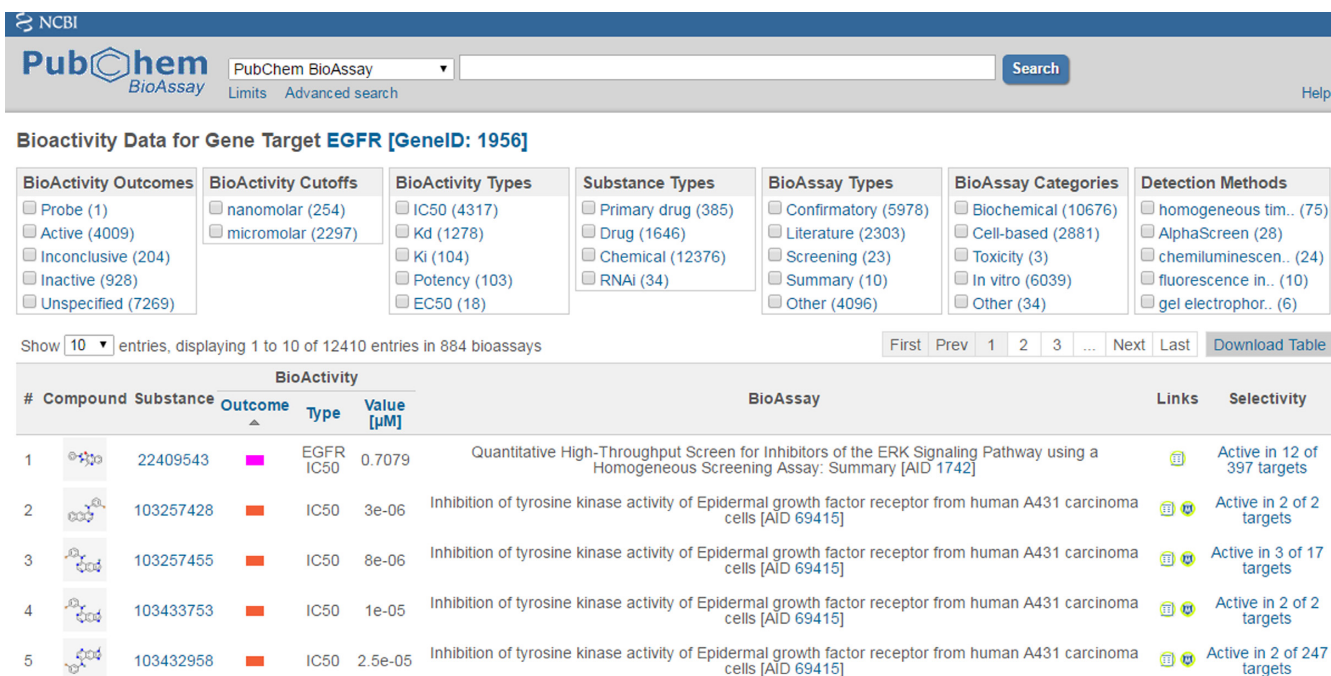 NCBI
PubChem
BioAssay
PubChem BioAssay
Search
Limits Advanced search
Help
Bioactivity Data for Gene Target EGFR [GeneID: 1956]
BioActivity Outcomes BioActivity Cutoffs BioActivity Types Substance Types BioAssay Types BioAssay Categories Detection Methods
Probe (1) nanomolar (254) IC50 (4317) Primary drug (385) Confirmatory (5978) Biochemical (10676) homogeneous tim.. (75)
Active (4009) micromolar (2297) Kd (1278) Drug (1646) Literature (2303) Cell-based (2881) AlphaScreen (28)
Inconclusive (204) Ki (104) Chemical (12376) Screening (23) Toxicity (3) chemiluminescen.. (24)
Inactive (928) Potency (103) RNAi (34) Summary (10) In vitro (6039) fluorescence in.. (10)
Unspecified (7269) EC50 (18) Other (4096) Other (34) gel electrophor.. (6)
Show 10 entries, displaying 1 to 10 of 12410 entries in 884 bioassays First Prev 1 2 3 ... Next Last Download Table
BioActivity
# Compound Substance Outcome Type Value [µM] BioAssay Links Selectivity
1 22409543 EGFR IC50 0.7079 Quantitative High-Throughput Screen for Inhibitors of the ERK Signaling Pathway using a Homogeneous Screening Assay: Summary [AID 1742] Active in 12 of 397 targets
2 103257428 IC50 3e-06 Inhibition of tyrosine kinase activity of Epidermal growth factor receptor from human A431 carcinoma cells [AID 69415] Active in 2 of 2 targets
3 103257455 IC50 8e-06 Inhibition of tyrosine kinase activity of Epidermal growth factor receptor from human A431 carcinoma cells [AID 69415] Active in 3 of 17 targets
4 103433753 IC50 1e-05 Inhibition of tyrosine kinase activity of Epidermal growth factor receptor from human A431 carcinoma cells [AID 69415] Active in 2 of 2 targets
5 103432958 IC50 2.5e-05 Inhibition of tyrosine kinase activity of Epidermal growth factor receptor from human A431 carcinoma cells [AID 69415] Active in 2 of 247 targets